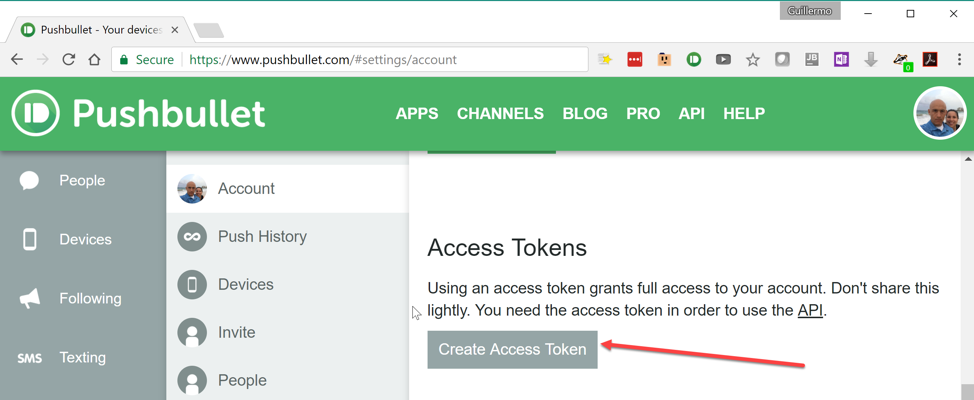 Guillermo
Pushbullet - Your devices
Secure
https://www.pushbullet.com/#settings/account
JB
0
Pushbullet
APPS
CHANNELS
BLOG
PRO
API
HELP
People
Devices
Following
SMS
Texting
Account
Push History
Devices
Invite
People
Access Tokens
Using an access token grants full access to your account. Don't share this
lightly. You need the access token in order to use the API.
Create Access Token